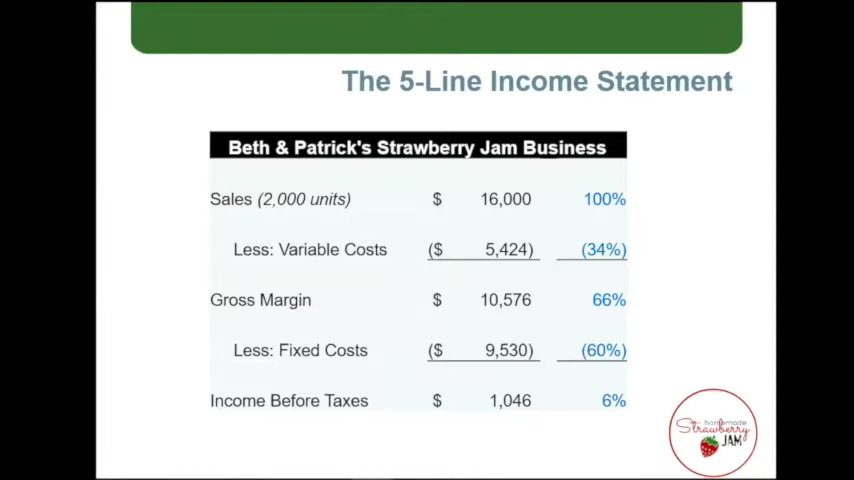 The 5-Line Income Statement
Beth & Patrick's Strawberry Jam Business
Sales (2,000 units) $ 16,000 100%
Less: Variable Costs ($ 5,424) (34%)
Gross Margin $ 10,576 66%
Less: Fixed Costs ($ 9,530) (60%)
Income Before Taxes $ 1,046 6%
homemade
Strawberry
JAM